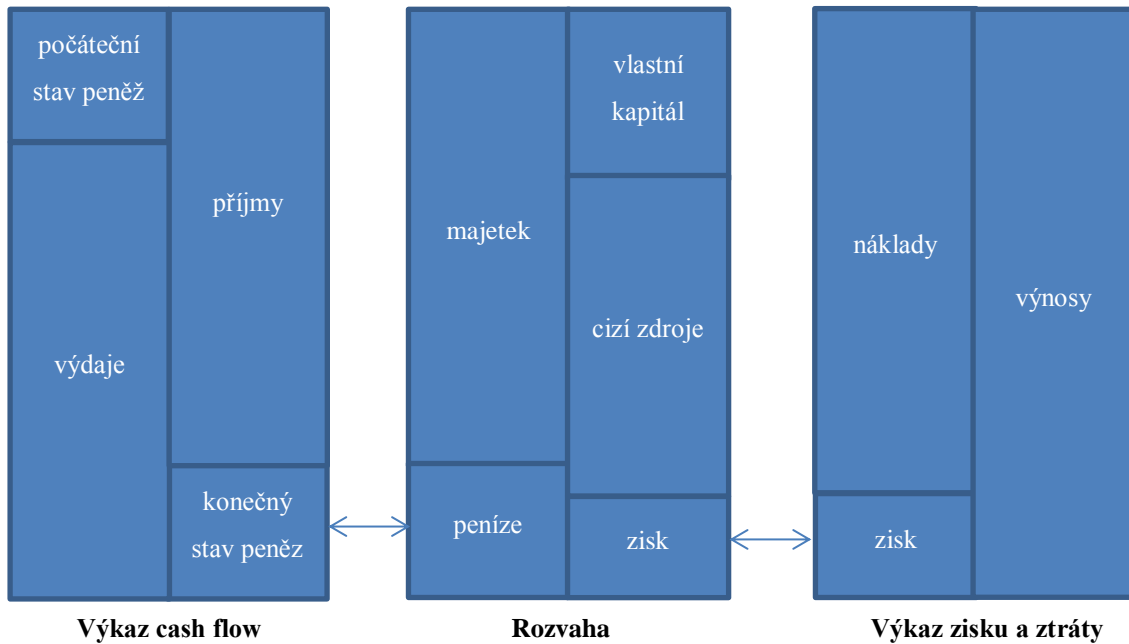 počáteční
stav peněž
výdaje
příjmy
konečný
stav peněz
Výkaz cash flow
majetek
peníze
vlastní
kapitál
cizí zdroje
zisk
Rozvaha
náklady
zisk
výnosy
Výkaz zisku a ztráty